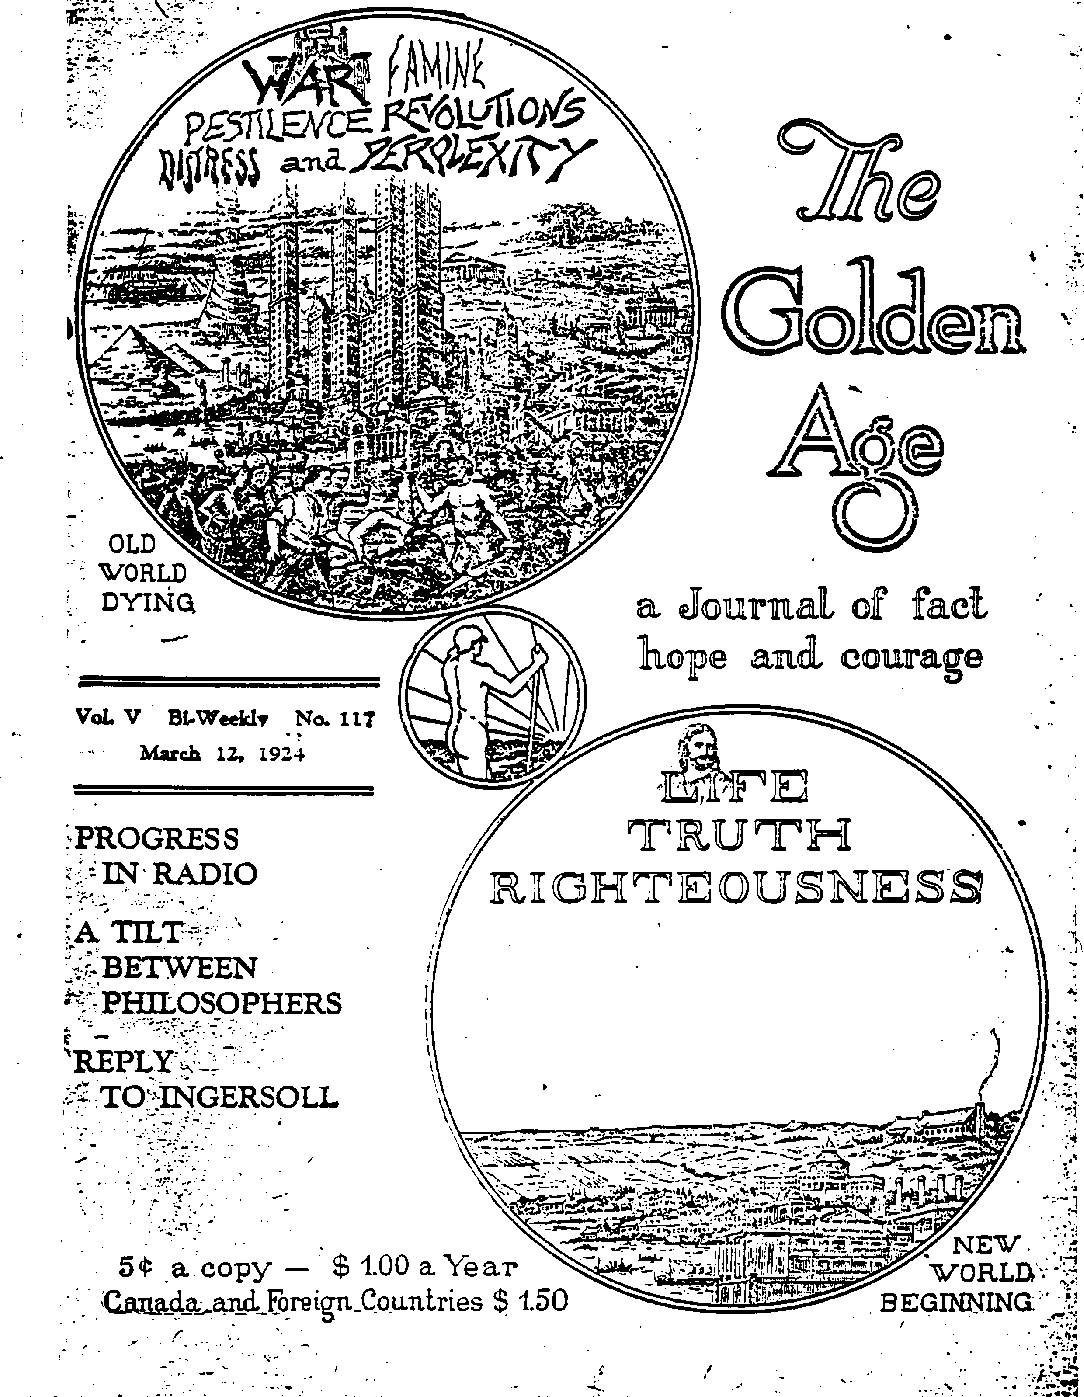 WAR FAMINE
PESTILENCE REVOLUTIONS
DISTRESS and PERPLEXITY
The
Golden
Age
OLD
WORLD
DYING
a Journal of fact
hope and courage
Vol. V Bi-Weekly No. 117
March 12, 1924
LIFE
TRUTH
RIGHTEOUSNESS
PROGRESS
IN RADIO
A TILT
BETWEEN
PHILOSOPHERS
REPLY
TO INGERSOLL
5¢ a copy — $ 1.00 a Year
Canada and Foreign Countries $ 1.50
NEW
WORLD
BEGINNING